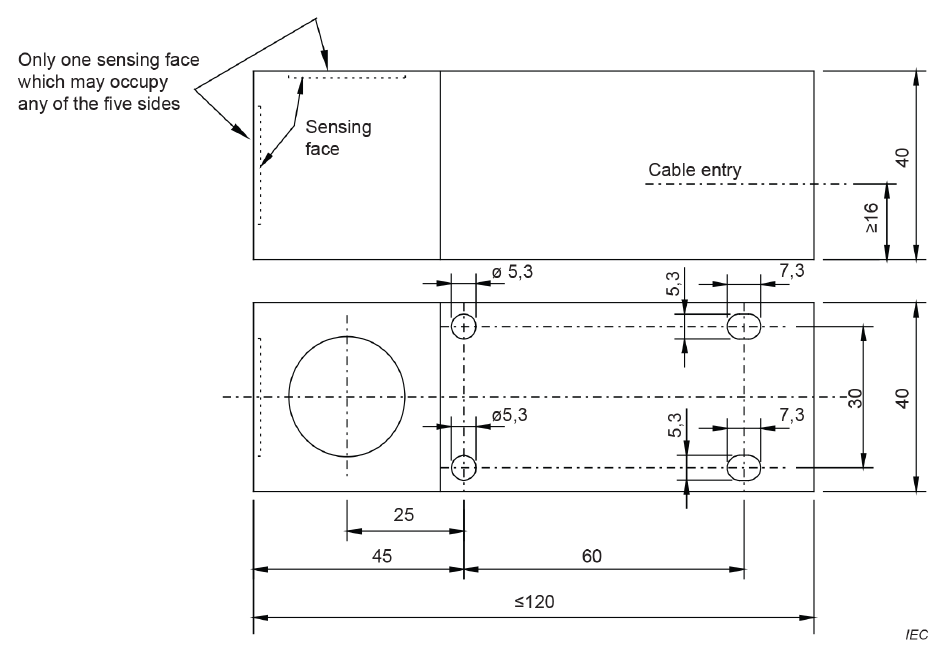 Only one sensing face
which may occupy
any of the five sides
Sensing
face
Cable entry
40
≥16
ø 5,3
5,3
7,3
ø5,3
5,3
7,3
30
40
25
45
60
≤120
IEC